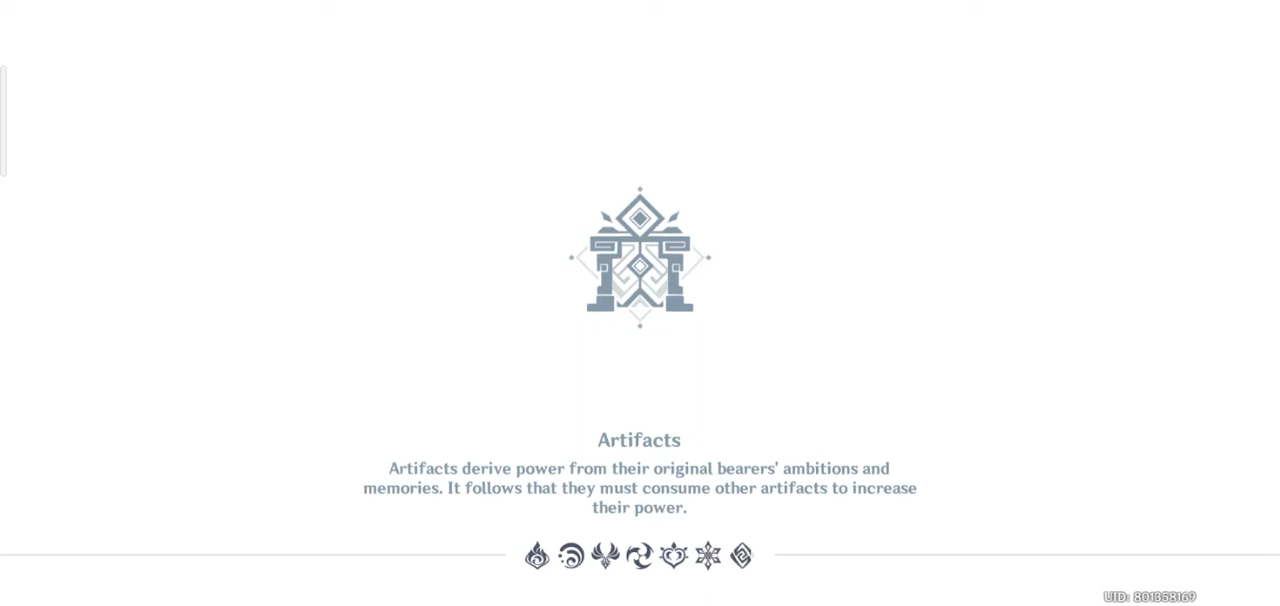 Artifacts
Artifacts derive power from their original bearers' ambitions and
memories. It follows that they must consume other artifacts to increase
their power.
UID: 801358169